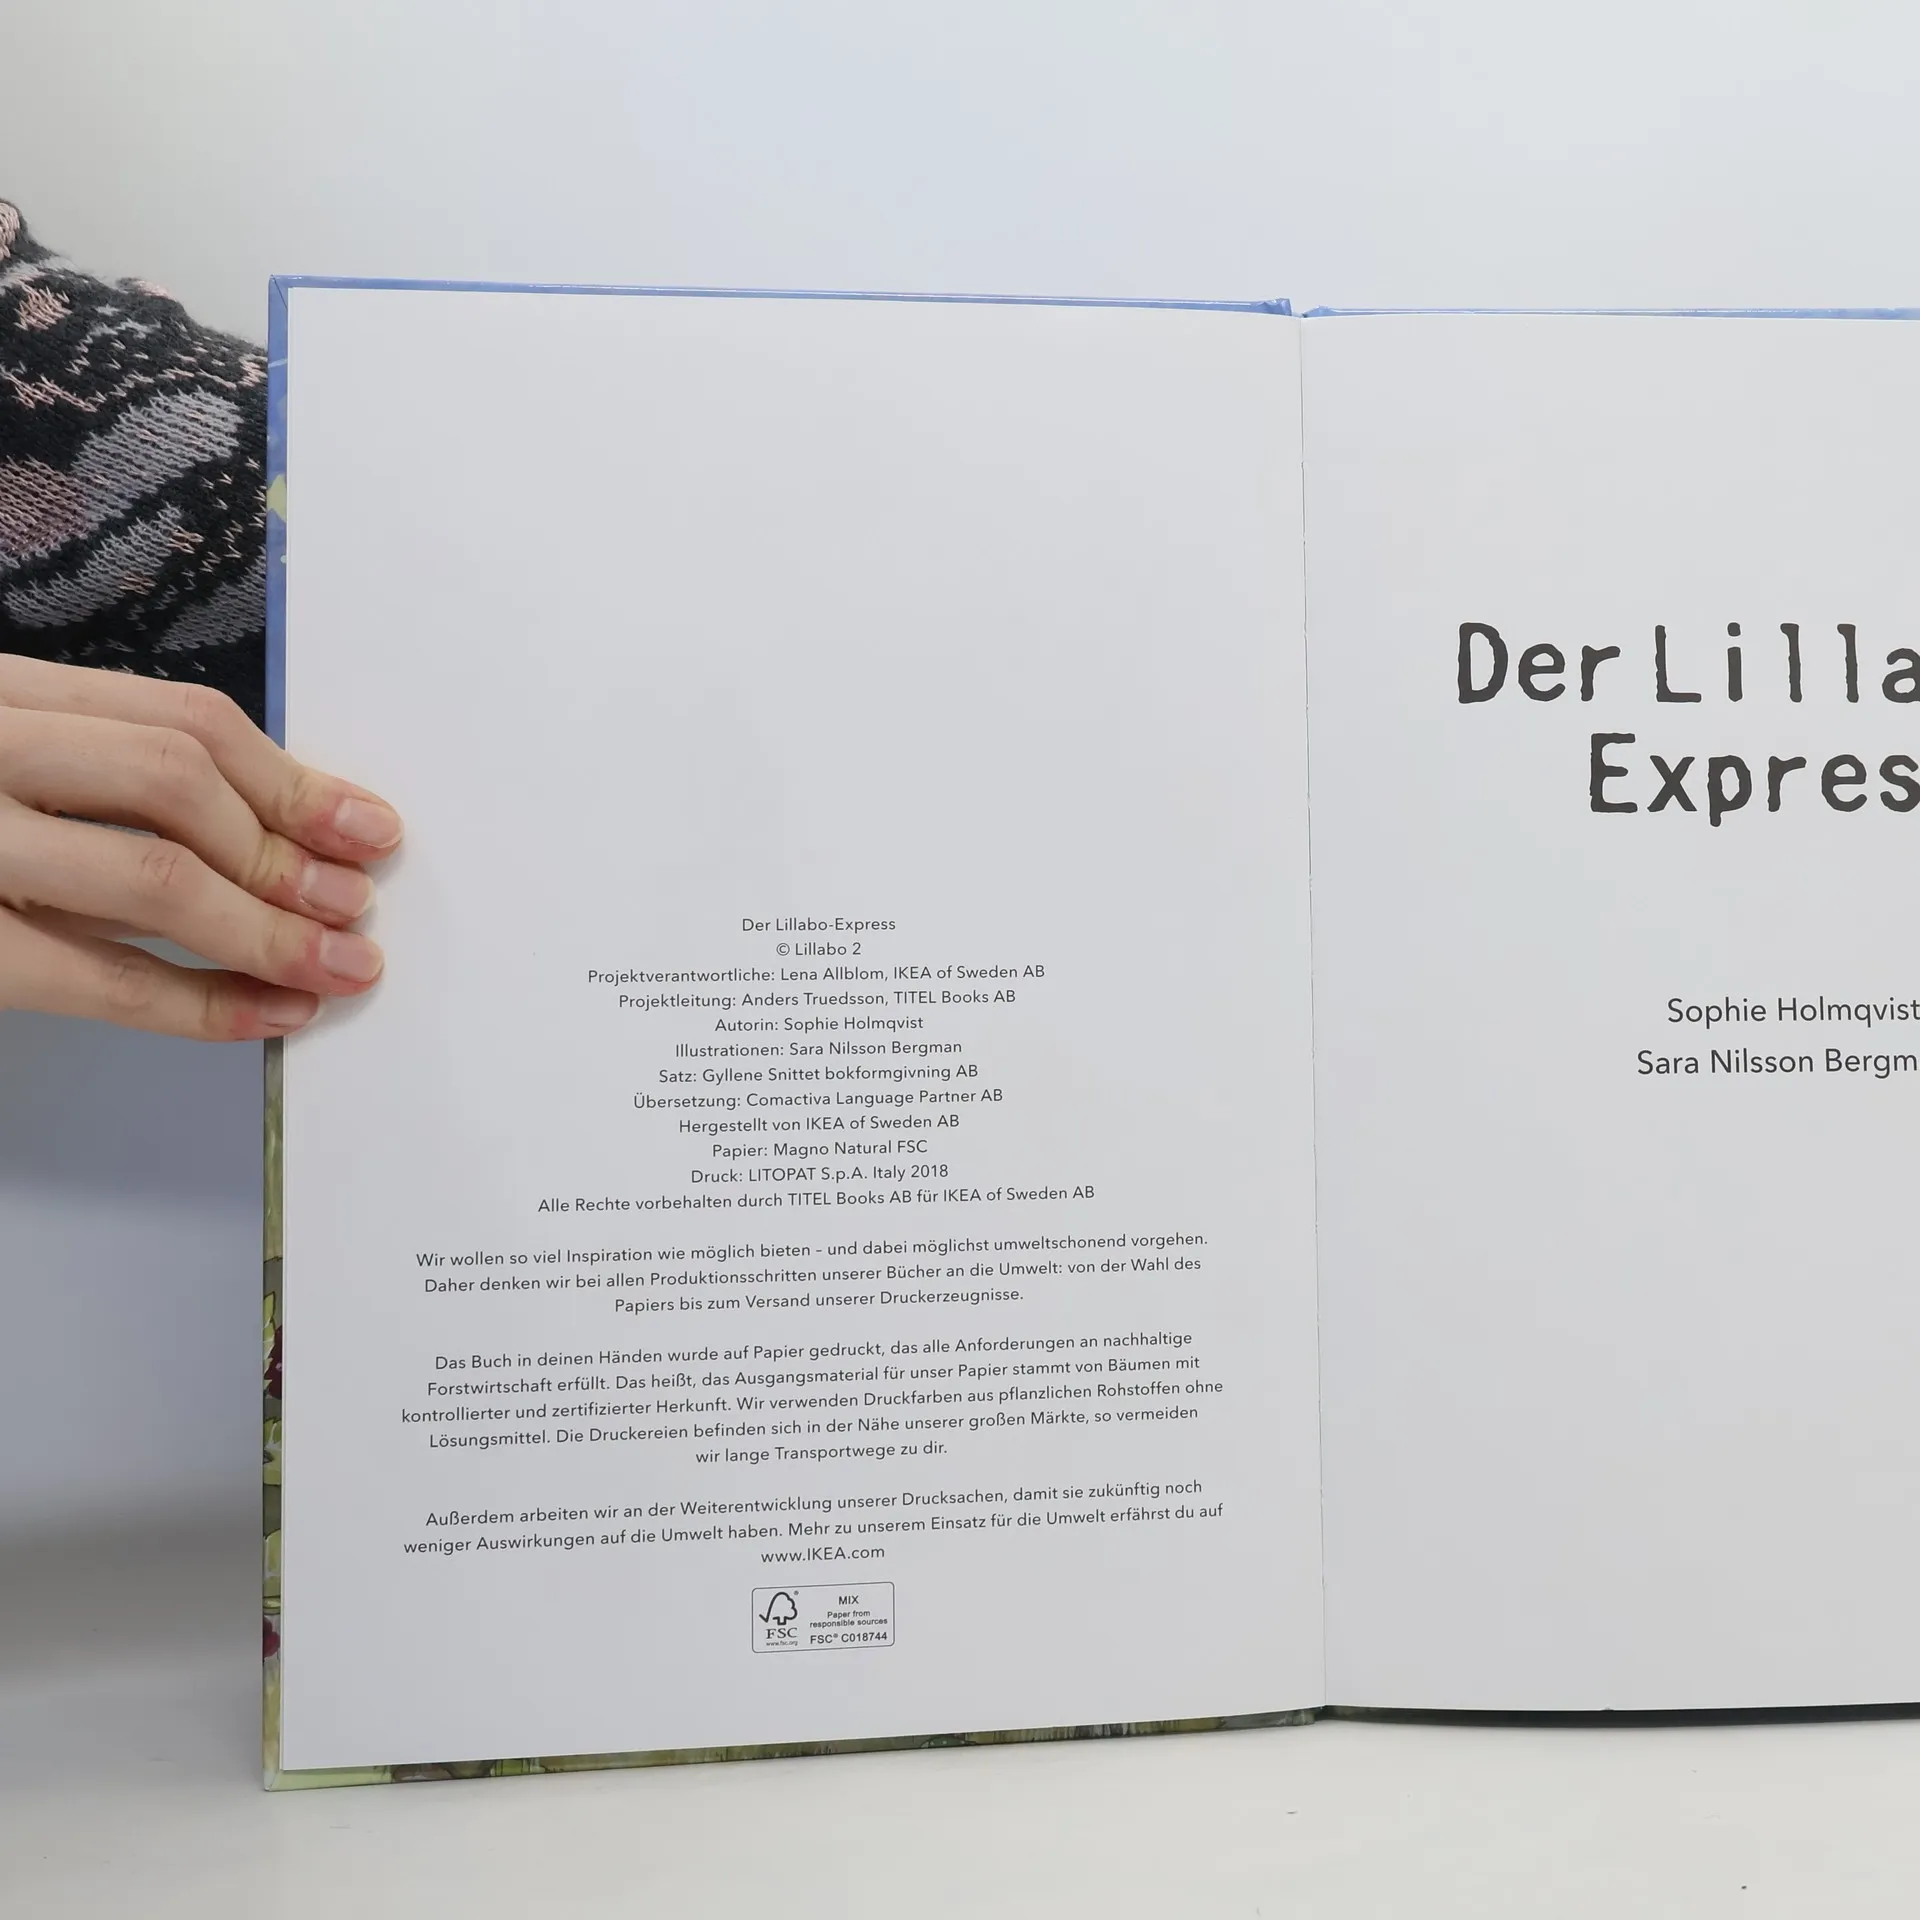 Der Lillabo-Express
© Lillabo 2
Projektverantwortliche: Lena Allblom, IKEA of Sweden AB
Projektleitung: Anders Truedsson, TITEL Books AB
Autorin: Sophie Holmqvist
Illustrationen: Sara Nilsson Bergman
Satz: Gyllene Snittet bokformgivning AB
Übersetzung: Comactiva Language Partner AB
Hergestellt von IKEA of Sweden AB
Papier: Magno Natural FSC
Druck: LITOPAT S.p.A. Italy 2018
Alle Rechte vorbehalten durch TITEL Books AB für IKEA of Sweden AB
Wir wollen so viel Inspiration wie möglich bieten – und dabei möglichst umweltschonend vorgehen.
Daher denken wir bei allen Produktionsschritten unserer Bücher an die Umwelt: von der Wahl des
Papiers bis zum Versand unserer Druckerzeugnisse.
Das Buch in deinen Händen wurde auf Papier gedruckt, das alle Anforderungen an nachhaltige
Forstwirtschaft erfüllt. Das heißt, das Ausgangsmaterial für unser Papier stammt von Bäumen mit
kontrollierter und zertifizierter Herkunft. Wir verwenden Druckfarben aus pflanzlichen Rohstoffen ohne
Lösungsmittel. Die Druckereien befinden sich in der Nähe unserer großen Märkte, so vermeiden
wir lange Transportwege zu dir.
Außerdem arbeiten wir an der Weiterentwicklung unserer Drucksachen, damit sie zukünftig noch
weniger Auswirkungen auf die Umwelt haben. Mehr zu unserem Einsatz für die Umwelt erfährst du auf
www.IKEA.com
FSC
www.fsc.org
MIX
Paper from
responsible sources
FSC® C018744
Der Lilla
Expres
Sophie Holmqvist
Sara Nilsson Bergm